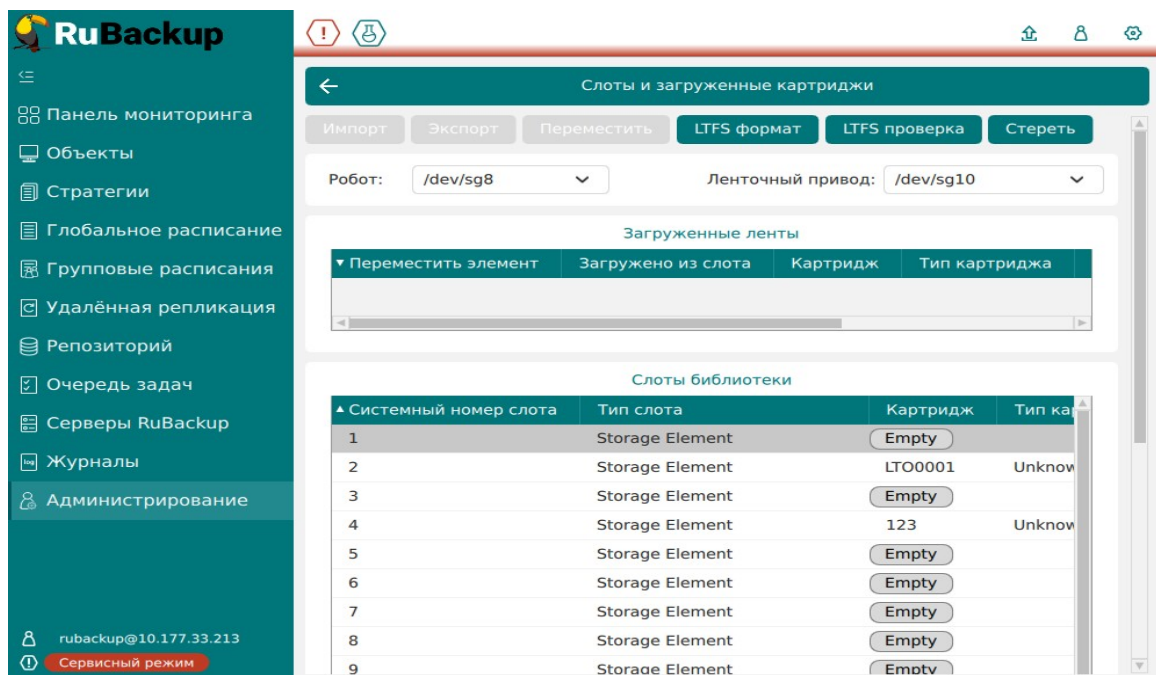 RuBackup
Панель мониторинга
Объекты
Стратегии
Глобальное расписание
Групповые расписания
Удалённая репликация
Репозиторий
Очередь задач
Серверы RuBackup
Журналы
Администрирование
rubackup@10.177.33.213
Сервисный режим
Слоты и загруженные картриджи
Импорт Экспорт Переместить LTFS формат LTFS проверка Стереть
Робот: /dev/sg8 Ленточный привод: /dev/sg10
Загруженные ленты
Переместить элемент Загружено из слота Картридж Тип картриджа
Слоты библиотеки
Системный номер слота Тип слота Картридж Тип кар
1 Storage Element Empty
2 Storage Element LTO0001 Unknow
3 Storage Element Empty
4 Storage Element 123 Unknow
5 Storage Element Empty
6 Storage Element Empty
7 Storage Element Empty
8 Storage Element Empty
9 Storage Element Empty